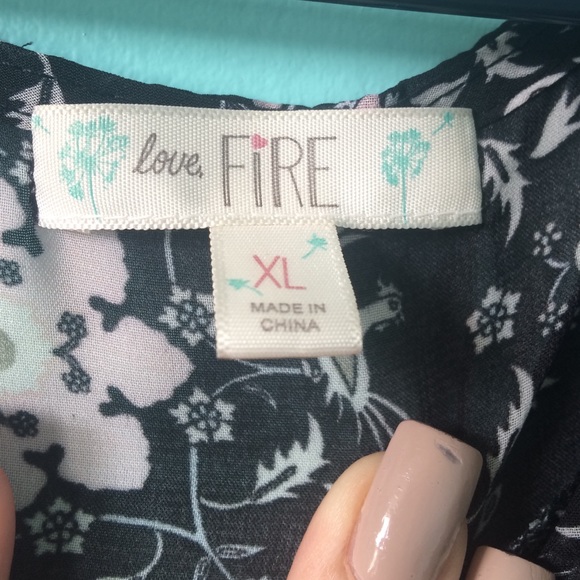 love, FiRE
XL
MADE IN
CHINA